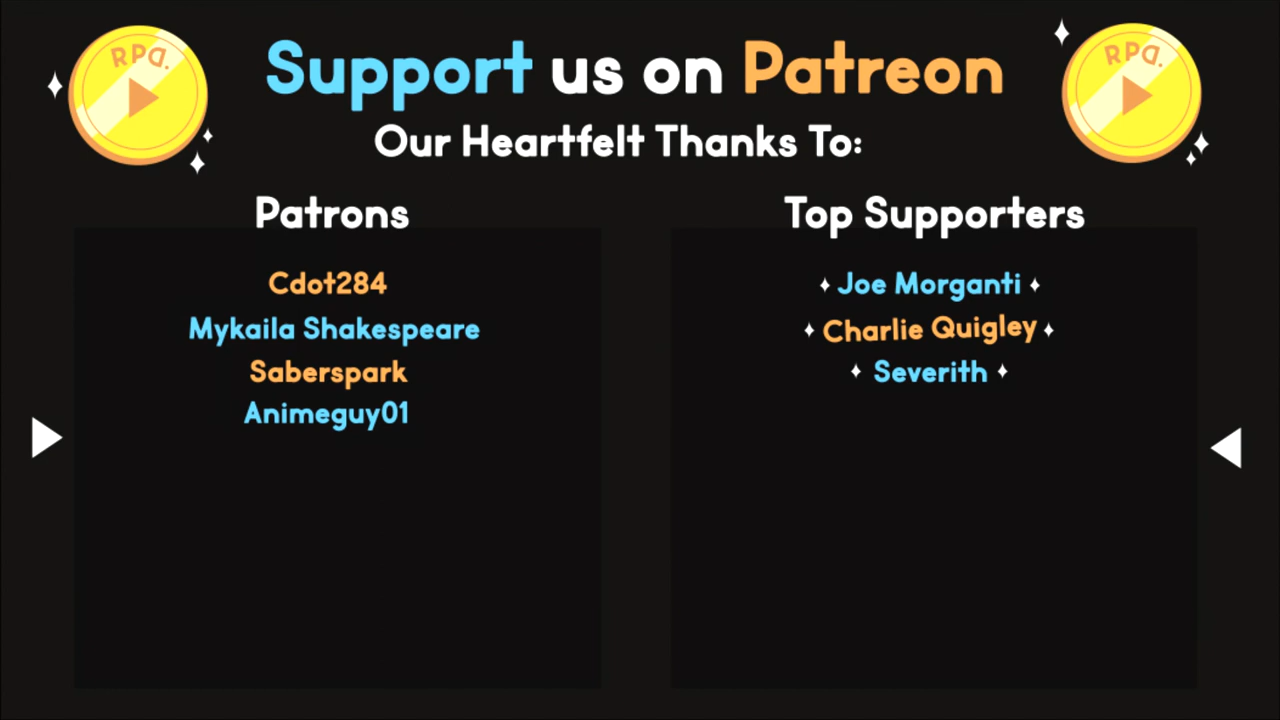 RPG.
RPG.
Support us on Patreon
Our Heartfelt Thanks To:
Patrons
Cdot284
Mykaila Shakespeare
Saberspark
Animeguy01
Top Supporters
Joe Morganti
Charlie Quigley
Severith